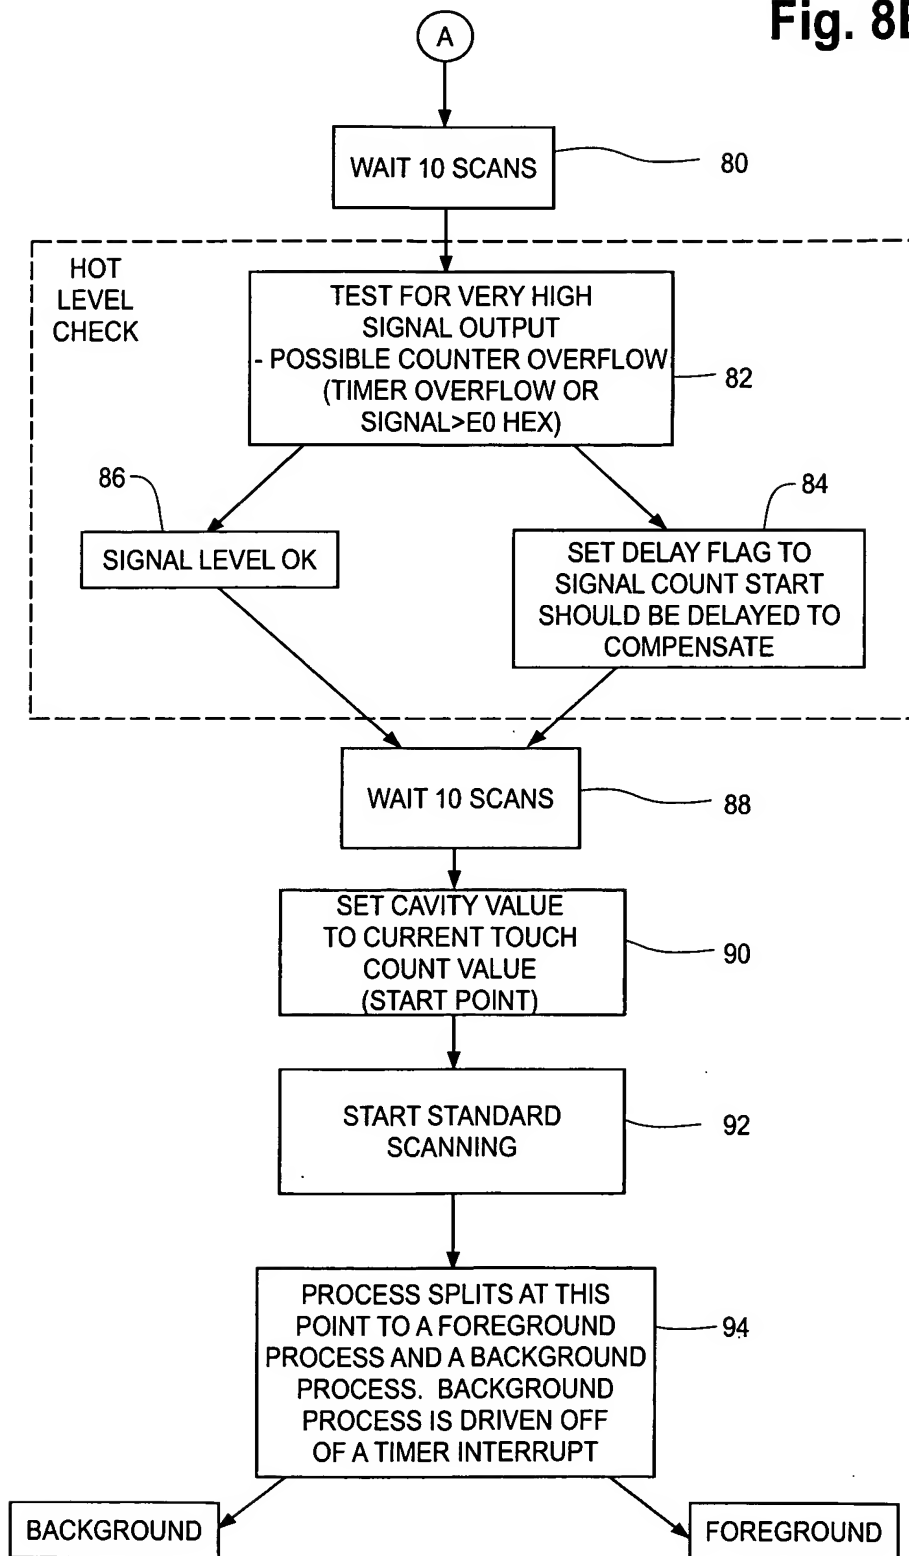 Fig. 8B
A
WAIT 10 SCANS
80
HOT
LEVEL
CHECK
TEST FOR VERY HIGH
SIGNAL OUTPUT
- POSSIBLE COUNTER OVERFLOW
(TIMER OVERFLOW OR
SIGNAL>E0 HEX)
82
86
84
SIGNAL LEVEL OK
SET DELAY FLAG TO
SIGNAL COUNT START
SHOULD BE DELAYED TO
COMPENSATE
WAIT 10 SCANS
88
SET CAVITY VALUE
TO CURRENT TOUCH
COUNT VALUE
(START POINT)
90
START STANDARD
SCANNING
92
PROCESS SPLITS AT THIS
POINT TO A FOREGROUND
PROCESS AND A BACKGROUND
PROCESS. BACKGROUND
PROCESS IS DRIVEN OFF
OF A TIMER INTERRUPT
94
BACKGROUND
FOREGROUND